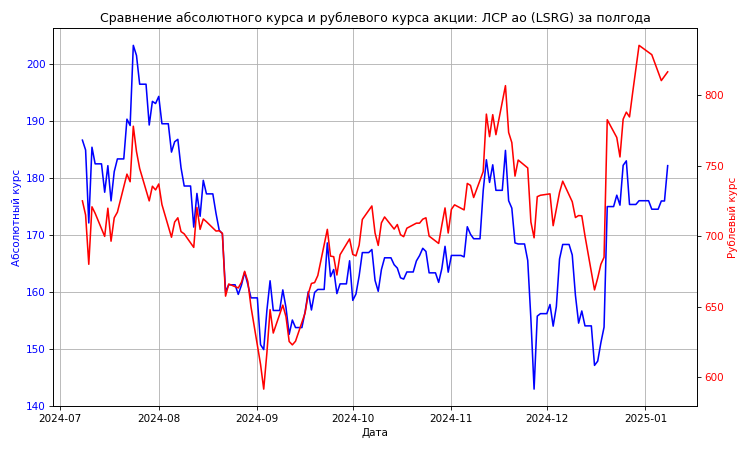 Сравнение абсолютного курса и рублевого курса акции: ЛСР ао (LSRG) за полгода
Абсолютный курс
200
190
180
170
160
150
140
800
750
700
650
600
Рублевый курс
2024-07 2024-08 2024-09 2024-10 2024-11 2024-12 2025-01
Дата